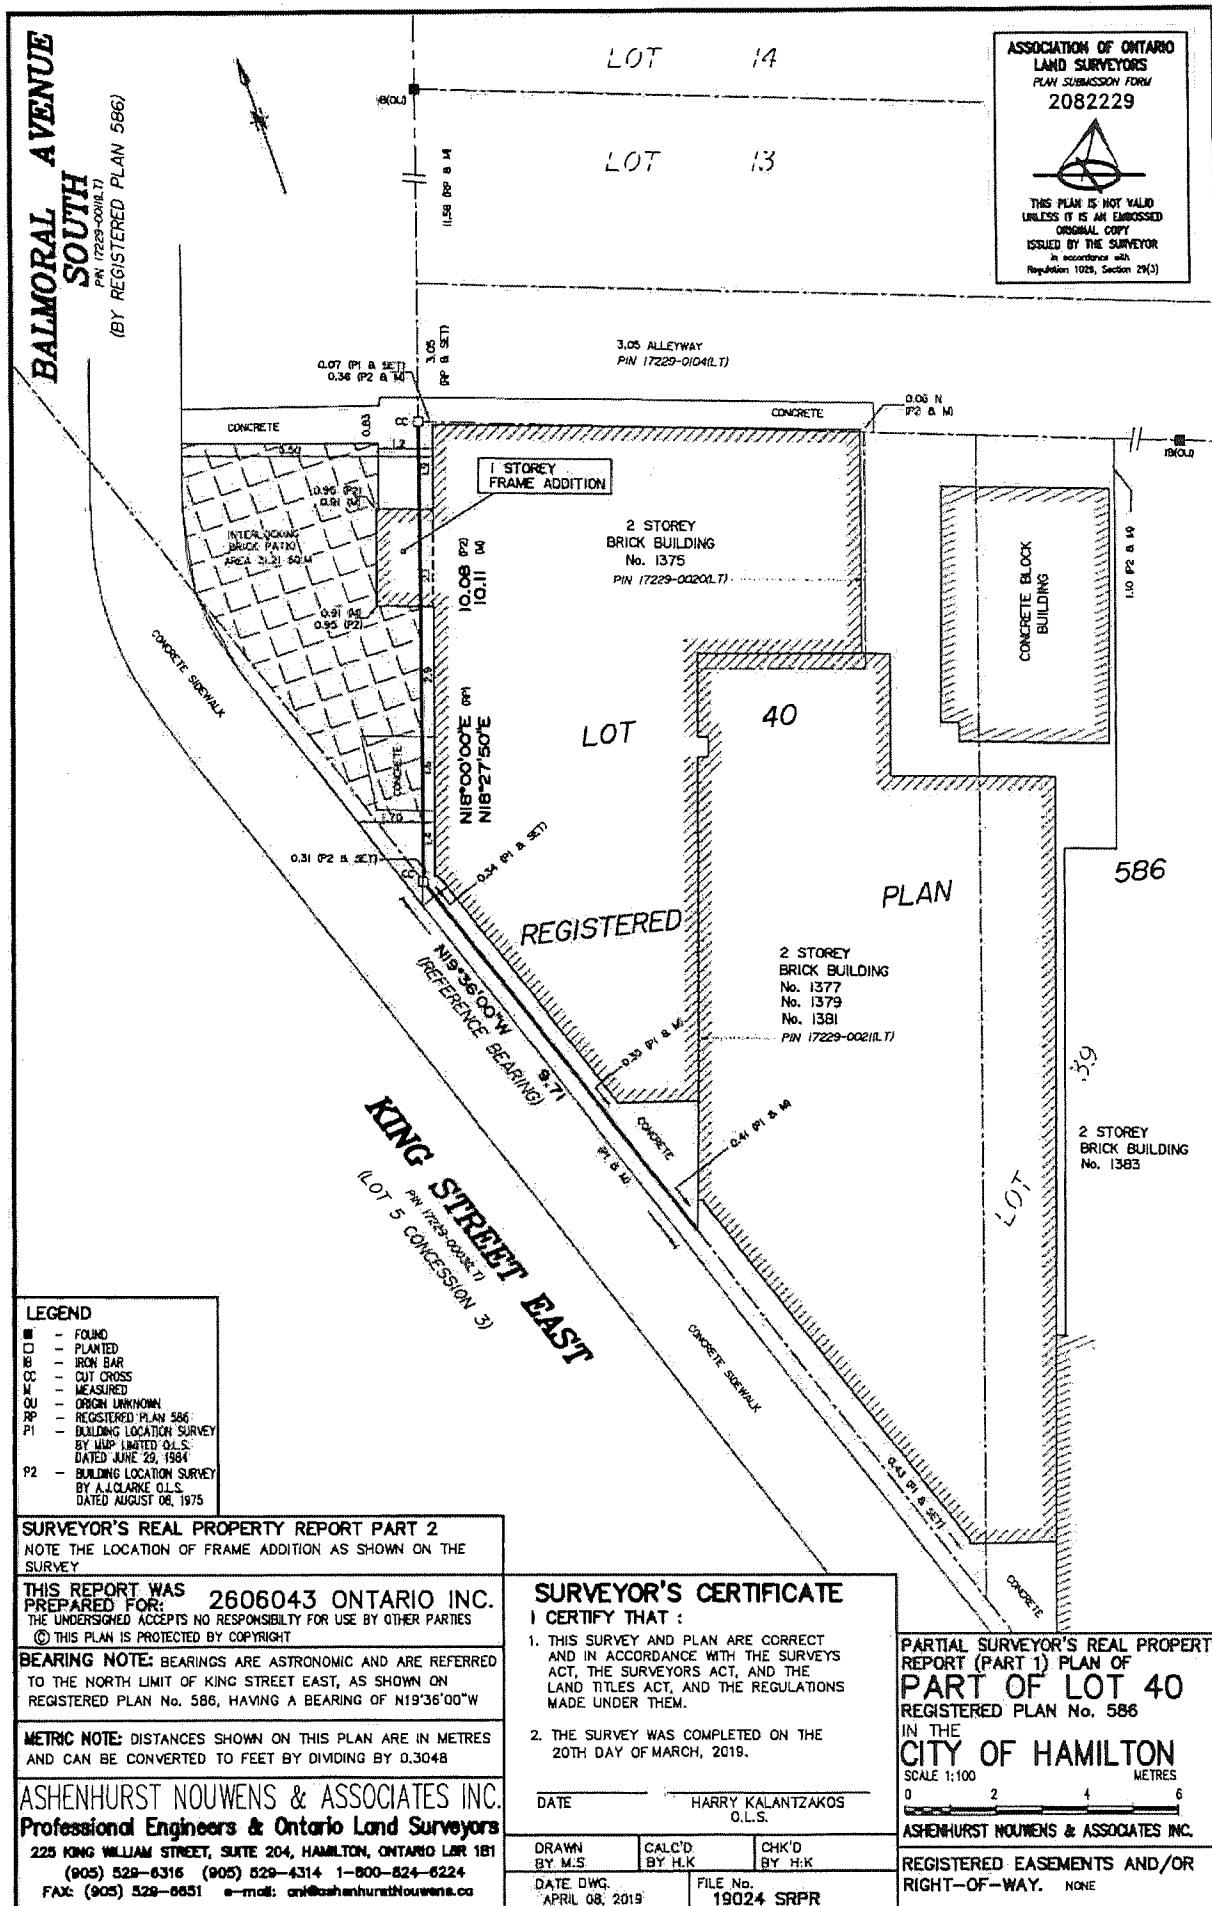 BALMORAL AVENUE
SOUTH
PIN 17229-0011(LT)
(BY REGISTERED PLAN 586)
IB(OU)
LOT 14
LOT 13
11.58 (RP & M)
ASSOCIATION OF ONTARIO
LAND SURVEYORS
PLAN SUBMISSION FORM
2082229
THIS PLAN IS NOT VALID
UNLESS IT IS AN EMBOSSED
ORIGINAL COPY
ISSUED BY THE SURVEYOR
In accordance with
Regulation 1026, Section 29(3)
3.05
(RP & SET)
3.05 ALLEYWAY
PIN 17229-0104(LT)
0.07 (P1 & SET)
0.36 (P2 & M)
0.06 N
(P2 & M)
CONCRETE
0.83
CC
CONCRETE
IB(OU)
1.2
1 STOREY
FRAME ADDITION
0.91 (M)
INTERLOCKING
BRICK PATIO
AREA 31.21 SQ.M
2 STOREY
BRICK BUILDING
No. 1375
PIN 17229-0020(LT)
10.08 (P2)
10.11 (M)
CONCRETE BLOCK
BUILDING
1.10 (P2 & M)
0.91 (M)
0.95 (P2)
CONCRETE SIDEWALK
2.9
LOT 40
N18°00'00"E (RP)
N18°27'50"E
CONCRETE
1.4
0.31 (P2 & SET)
CC
0.34 (P1 & SET)
REGISTERED PLAN 586
N19°36'00"W
(REFERENCE BEARING)
9.71
(P1 & M)
2 STOREY
BRICK BUILDING
No. 1377
No. 1379
No. 1381
PIN 17229-0021(LT)
CONCRETE
0.41 (P1 & M)
39
LOT
2 STOREY
BRICK BUILDING
No. 1383
KING STREET EAST
(LOT 5 CONCESSION 3)
CONCRETE SIDEWALK
0.43 (P1 & SET)
CONCRETE
LEGEND
■ - FOUND
□ - PLANTED
IB - IRON BAR
CC - CUT CROSS
M - MEASURED
OU - ORIGIN UNKNOWN
RP - REGISTERED PLAN 586
P1 - BUILDING LOCATION SURVEY
BY MMP LIMITED O.L.S.
DATED JUNE 29, 1984
P2 - BUILDING LOCATION SURVEY
BY A.J.CLARKE O.L.S.
DATED AUGUST 06, 1975
SURVEYOR'S REAL PROPERTY REPORT PART 2
NOTE THE LOCATION OF FRAME ADDITION AS SHOWN ON THE
SURVEY
THIS REPORT WAS
PREPARED FOR: 2606043 ONTARIO INC.
THE UNDERSIGNED ACCEPTS NO RESPONSIBILTY FOR USE BY OTHER PARTIES
© THIS PLAN IS PROTECTED BY COPYRIGHT
BEARING NOTE: BEARINGS ARE ASTRONOMIC AND ARE REFERRED
TO THE NORTH LIMIT OF KING STREET EAST, AS SHOWN ON
REGISTERED PLAN No. 586, HAVING A BEARING OF N19°36'00"W
METRIC NOTE: DISTANCES SHOWN ON THIS PLAN ARE IN METRES
AND CAN BE CONVERTED TO FEET BY DIVIDING BY 0.3048
ASHENHURST NOUWENS & ASSOCIATES INC.
Professional Engineers & Ontario Land Surveyors
225 KING WILLIAM STREET, SUITE 204, HAMILTON, ONTARIO L8R 1B1
(905) 529-6316 (905) 529-4314 1-800-824-6224
FAX: (905) 529-6651 e-mail: ani@ashenhurstNouwens.ca
SURVEYOR'S CERTIFICATE
I CERTIFY THAT :
1. THIS SURVEY AND PLAN ARE CORRECT
AND IN ACCORDANCE WITH THE SURVEYS
ACT, THE SURVEYORS ACT, AND THE
LAND TITLES ACT, AND THE REGULATIONS
MADE UNDER THEM.
2. THE SURVEY WAS COMPLETED ON THE
20TH DAY OF MARCH, 2019.
DATE HARRY KALANTZAKOS
O.L.S.
DRAWN CALC'D CHK'D
BY M.S BY H.K BY H.K
DATE DWG. FILE No.
APRIL 08, 2019 19024 SRPR
PARTIAL SURVEYOR'S REAL PROPERT
REPORT (PART 1) PLAN OF
PART OF LOT 40
REGISTERED PLAN No. 586
IN THE
CITY OF HAMILTON
SCALE 1:100 METRES
0 2 4 6
ASHENHURST NOUWENS & ASSOCIATES INC.
REGISTERED EASEMENTS AND/OR
RIGHT-OF-WAY. NONE